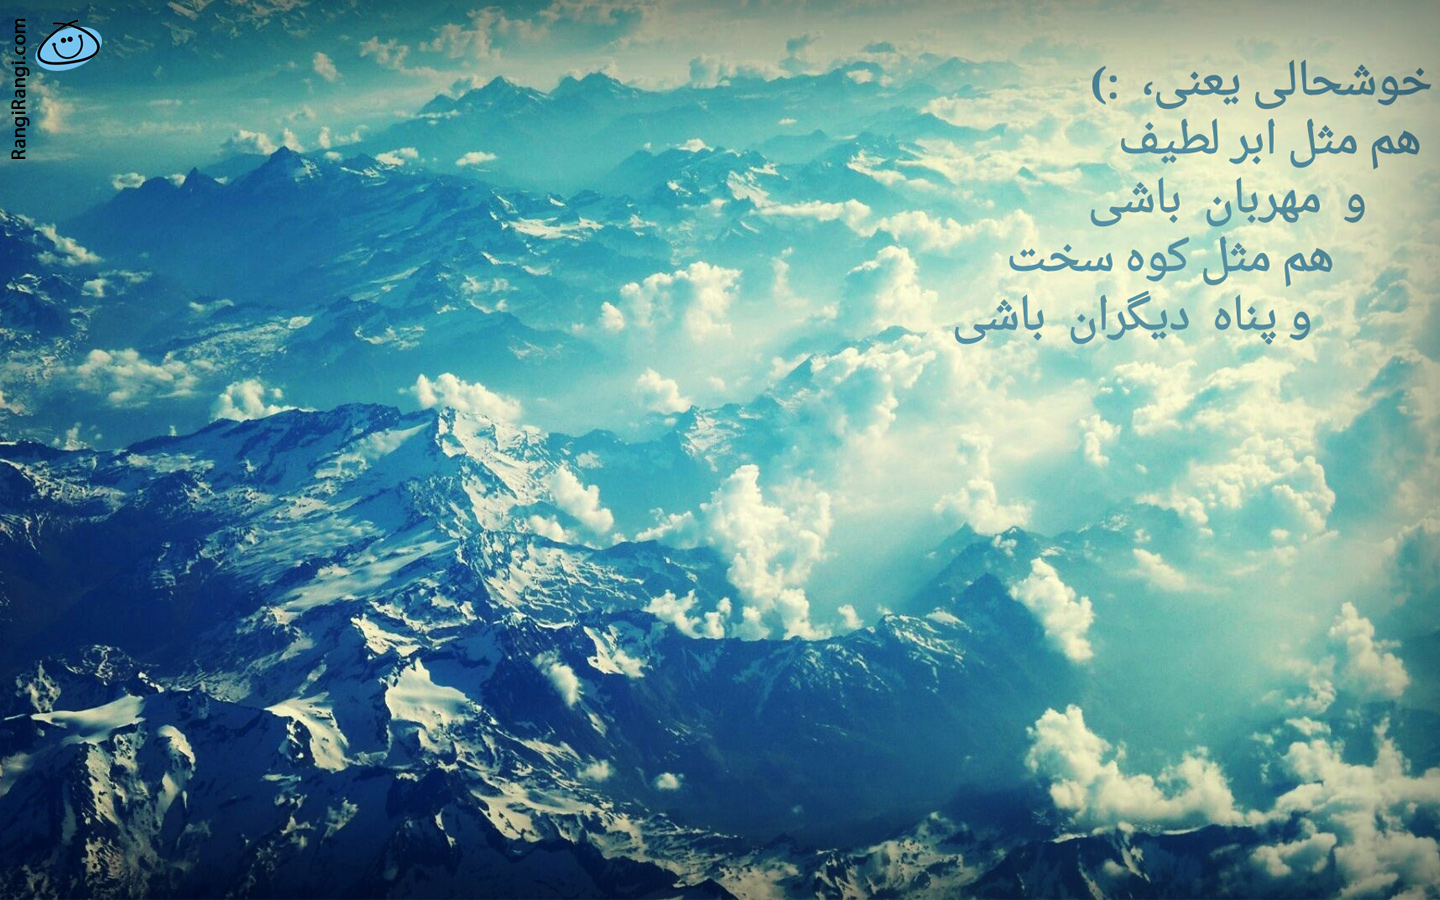 خوشحالی یعنی، :)
هم مثل ابر لطیف
و مهربان باشی
هم مثل کوه سخت
و پناه دیگران باشی
RangiRangi.com